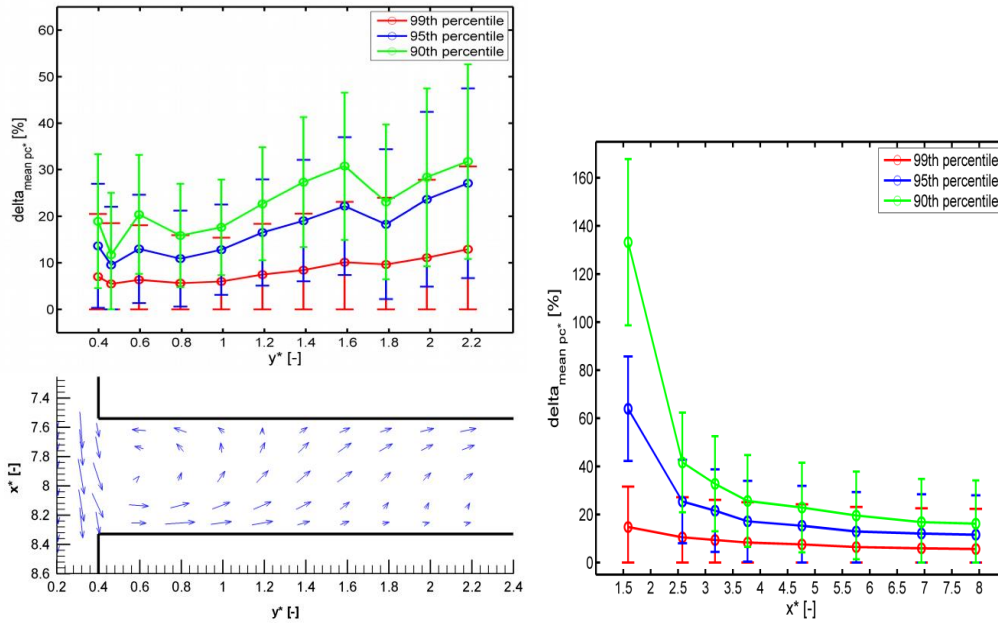 99th percentile
95th percentile
90th percentile
delta mean pc* [%]
60
50
40
30
20
10
0
0.4 0.6 0.8 1 1.2 1.4 1.6 1.8 2 2.2
y* [-]
x* [-]
7.4
7.6
7.8
8
8.2
8.4
8.6
0.2 0.4 0.6 0.8 1 1.2 1.4 1.6 1.8 2 2.2 2.4
y* [-]
99th percentile
95th percentile
90th percentile
delta mean pc* [%]
160
140
120
100
80
60
40
20
0
1.5 2 2.5 3 3.5 4 4.5 5 5.5 6 6.5 7 7.5 8
x* [-]